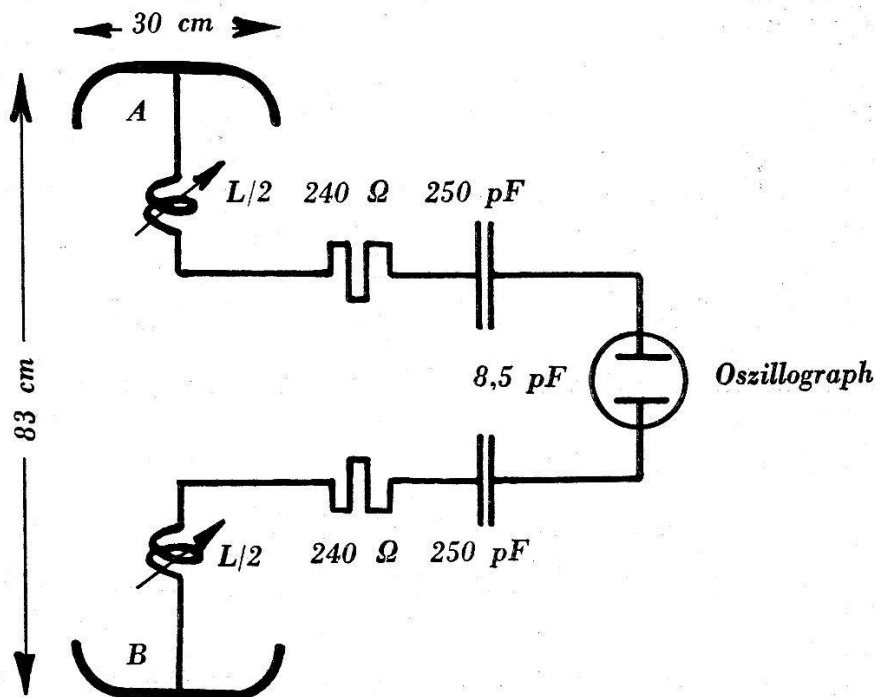 30 cm
A
L/2 240 Ω 250 pF
83 cm
8,5 pF Oszillograph
L/2 240 Ω 250 pF
B